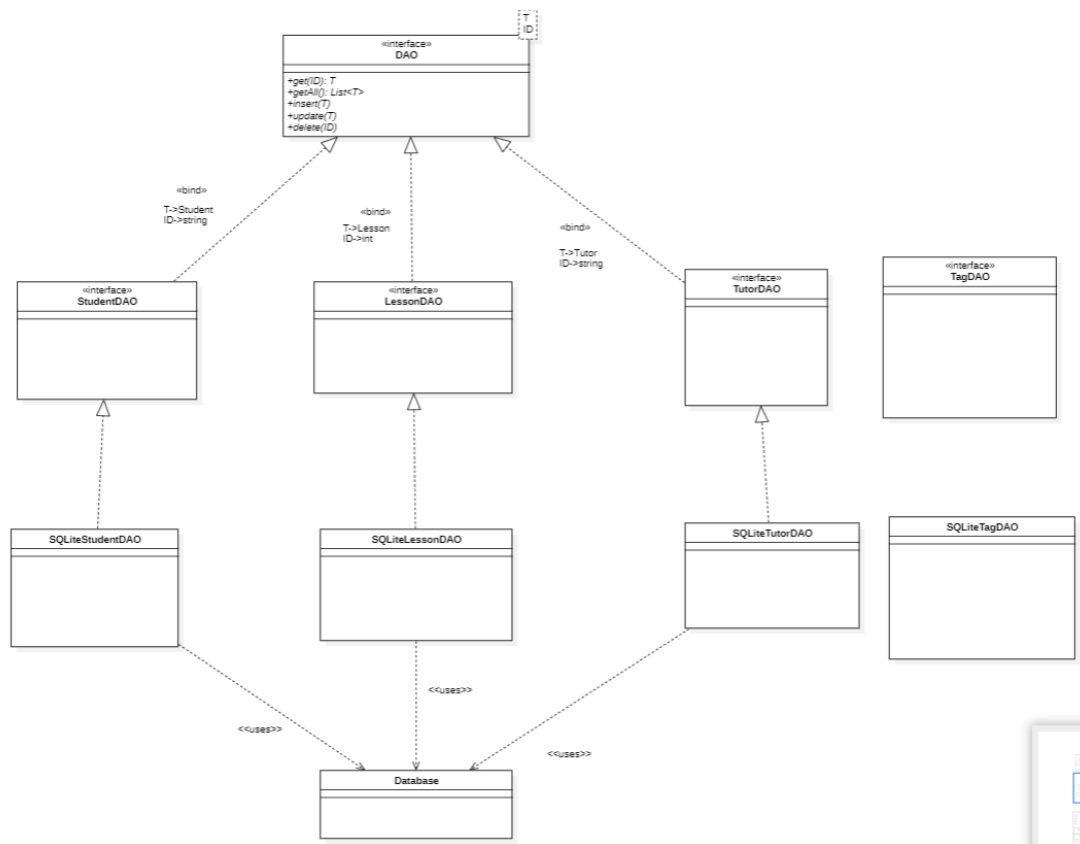 T
ID
«interface»
DAO
+get(ID): T
+getAll(): List<T>
+insert(T)
+update(T)
+delete(ID)
«bind»
T->Student
ID->string
«bind»
T->Lesson
ID->int
«bind»
T->Tutor
ID->string
«interface»
StudentDAO
«interface»
LessonDAO
«interface»
TutorDAO
«interface»
TagDAO
SQLiteStudentDAO
SQLiteLessonDAO
SQLiteTutorDAO
SQLiteTagDAO
<<uses>>
<<uses>>
<<uses>>
Database